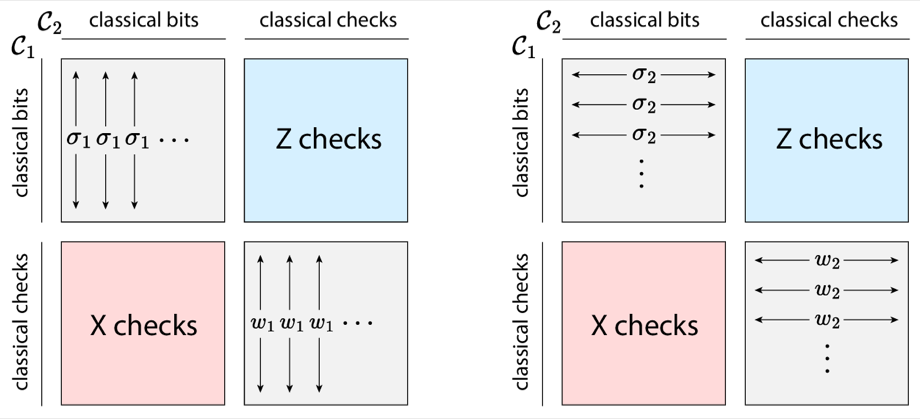 𝒞₂ classical bits classical checks
𝒞₁
classical bits
σ₁ σ₁ σ₁ ···
Z checks
classical checks
X checks
w₁ w₁ w₁ ···
𝒞₂ classical bits classical checks
𝒞₁
classical bits
σ₂
σ₂
σ₂
⋮
Z checks
classical checks
X checks
w₂
w₂
w₂
⋮